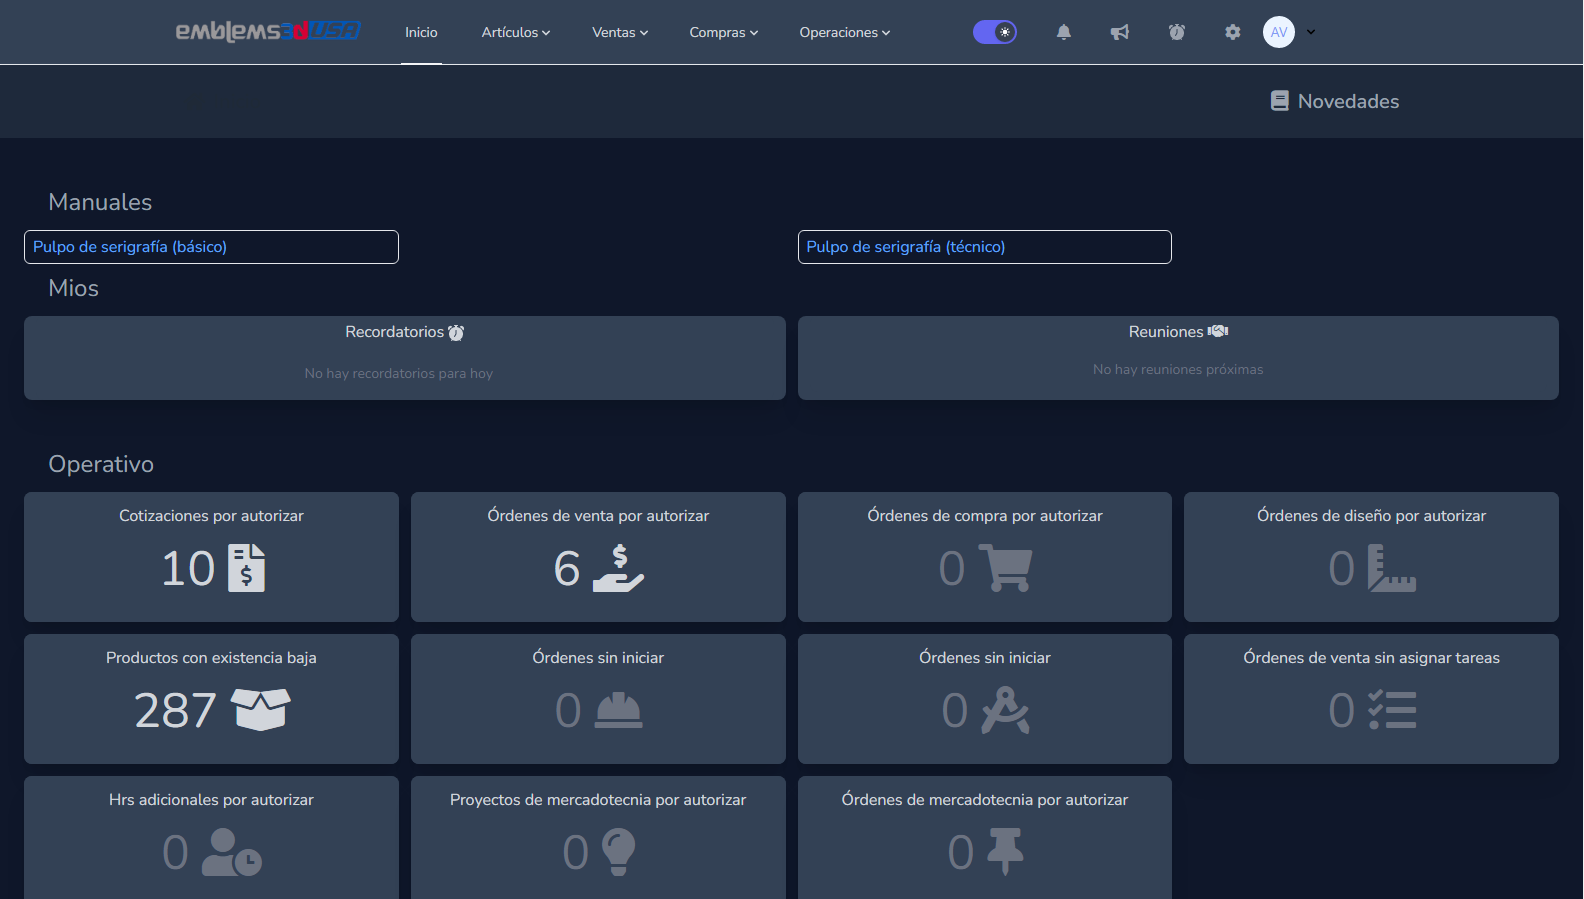 emblems3dUSA
Inicio
Artículos
Ventas
Compras
Operaciones
AV
Novedades
Manuales
Pulpo de serigrafía (básico)
Pulpo de serigrafía (técnico)
Mios
Recordatorios
No hay recordatorios para hoy
Reuniones
No hay reuniones próximas
Operativo
Cotizaciones por autorizar
10
Órdenes de venta por autorizar
6
Órdenes de compra por autorizar
0
Órdenes de diseño por autorizar
0
Productos con existencia baja
287
Órdenes sin iniciar
0
Órdenes sin iniciar
0
Órdenes de venta sin asignar tareas
0
Hrs adicionales por autorizar
0
Proyectos de mercadotecnia por autorizar
0
Órdenes de mercadotecnia por autorizar
0